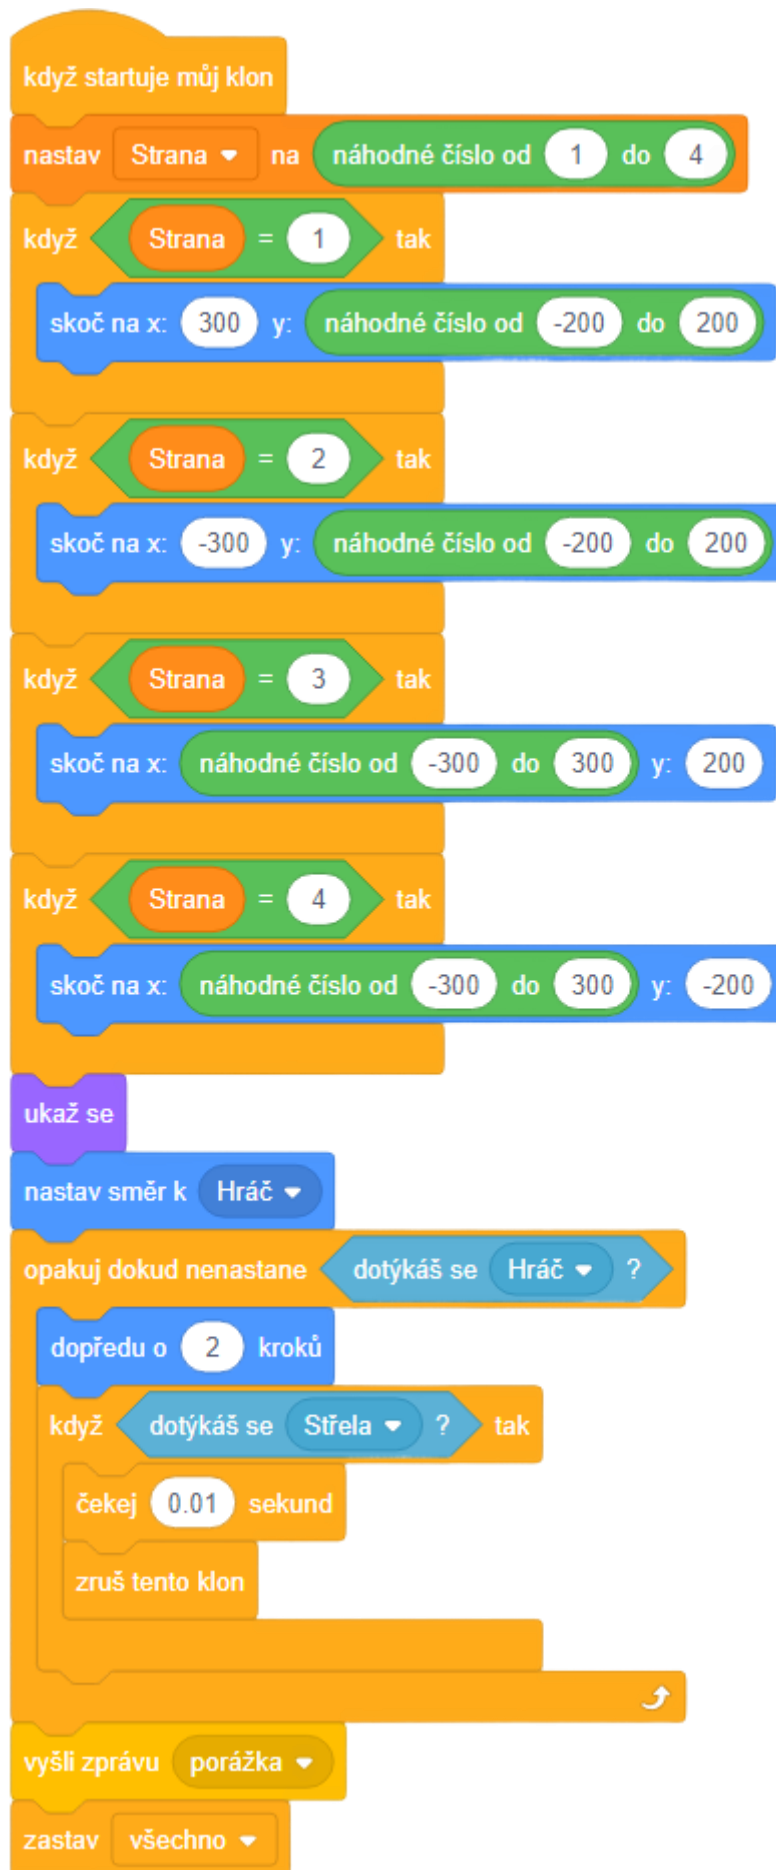 když startuje můj klon
nastav Strana na náhodné číslo od 1 do 4
když Strana = 1 tak
skoč na x: 300 y: náhodné číslo od -200 do 200
když Strana = 2 tak
skoč na x: -300 y: náhodné číslo od -200 do 200
když Strana = 3 tak
skoč na x: náhodné číslo od -300 do 300 y: 200
když Strana = 4 tak
skoč na x: náhodné číslo od -300 do 300 y: -200
ukaž se
nastav směr k Hráč
opakuj dokud nenastane dotýkáš se Hráč ?
dopředu o 2 kroků
když dotýkáš se Střela ? tak
čekej 0.01 sekund
zruš tento klon
vyšli zprávu porážka
zastav všechno